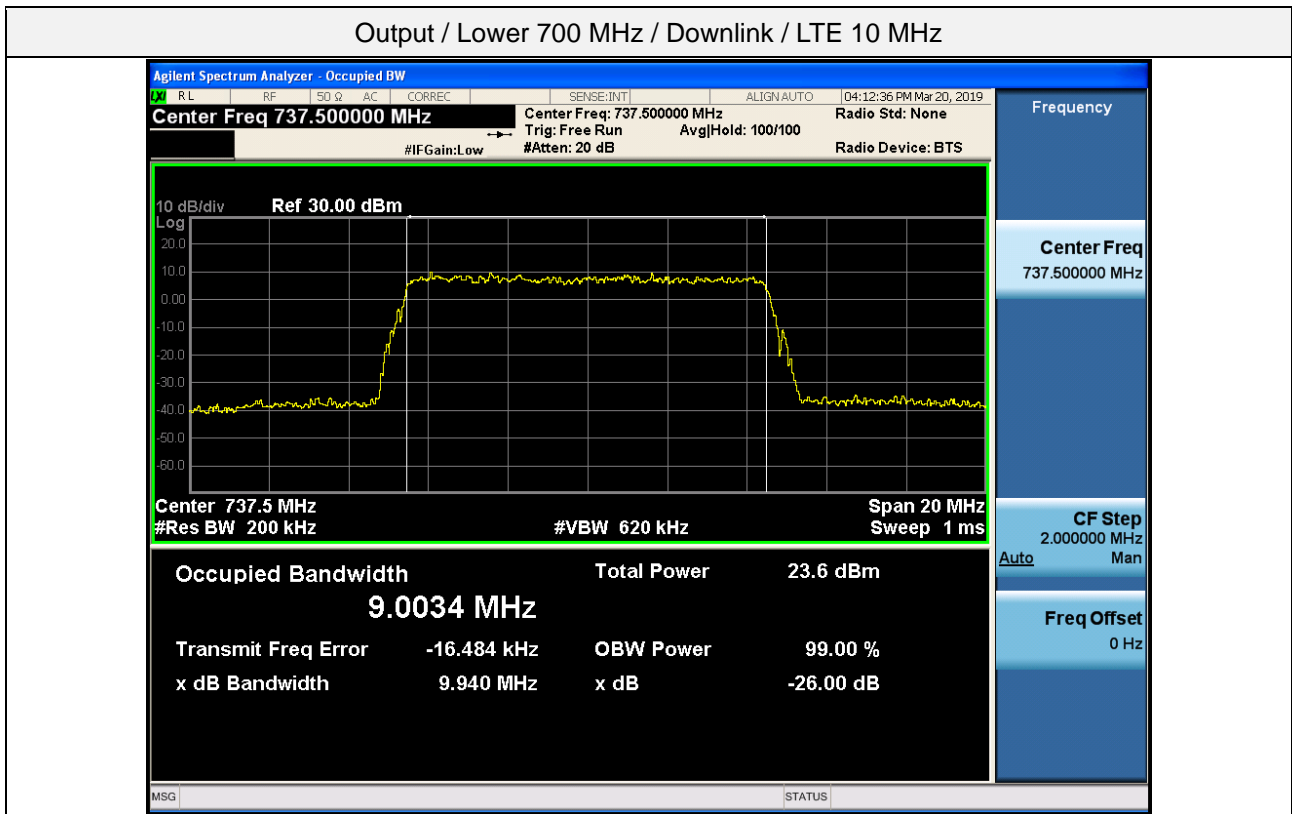 Output / Lower 700 MHz / Downlink / LTE 10 MHz
Agilent Spectrum Analyzer - Occupied BW
LXI RL RF 50 Ω AC CORREC SENSE:INT ALIGN AUTO 04:12:36 PM Mar 20, 2019
Center Freq 737.500000 MHz
Center Freq: 737.500000 MHz
Radio Std: None
Trig: Free Run Avg|Hold: 100/100
#IFGain:Low #Atten: 20 dB Radio Device: BTS
10 dB/div Ref 30.00 dBm
Log
20.0
10.0
0.00
-10.0
-20.0
-30.0
-40.0
-50.0
-60.0
Center 737.5 MHz Span 20 MHz
#Res BW 200 kHz #VBW 620 kHz Sweep 1 ms
Occupied Bandwidth Total Power 23.6 dBm
9.0034 MHz
Transmit Freq Error -16.484 kHz OBW Power 99.00 %
x dB Bandwidth 9.940 MHz x dB -26.00 dB
Frequency
Center Freq
737.500000 MHz
CF Step
2.000000 MHz
Auto Man
Freq Offset
0 Hz
MSG STATUS